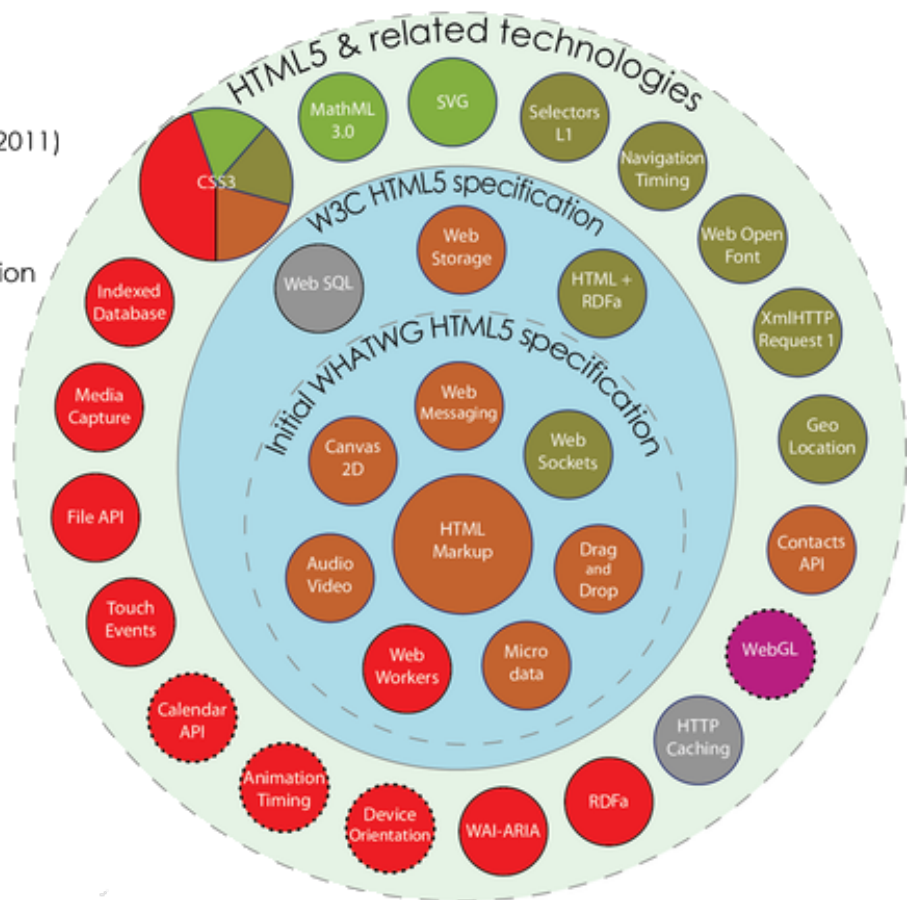 HTML5 & related technologies
2011)
tion
CSS3
MathML
3.0
SVG
Selectors
L1
Navigation
Timing
Web Open
Font
XmlHTTP
Request 1
Geo
Location
Contacts
API
WebGL
HTTP
Caching
RDFa
WAI-ARIA
Device
Orientation
Animation
Timing
Calendar
API
Touch
Events
File API
Media
Capture
Indexed
Database
W3C HTML5 specification
Web SQL
Web
Storage
HTML +
RDFa
Initial WHATWG HTML5 specification
Web
Messaging
Canvas
2D
Web
Sockets
HTML
Markup
Audio
Video
Drag
and
Drop
Web
Workers
Micro
data